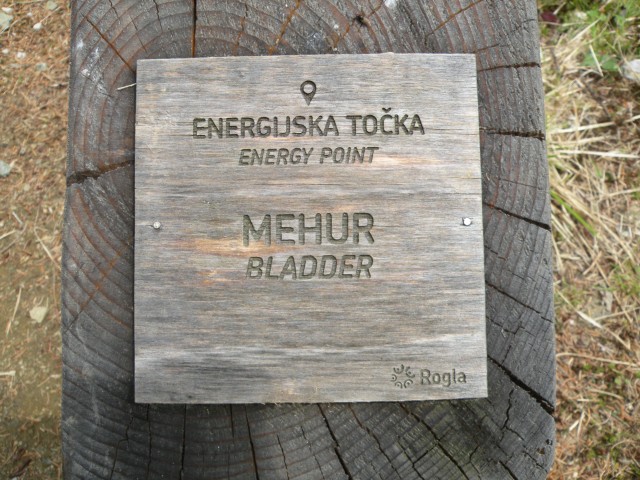 ENERGIJSKA TOČKA
ENERGY POINT
MEHUR
BLADDER
Rogla